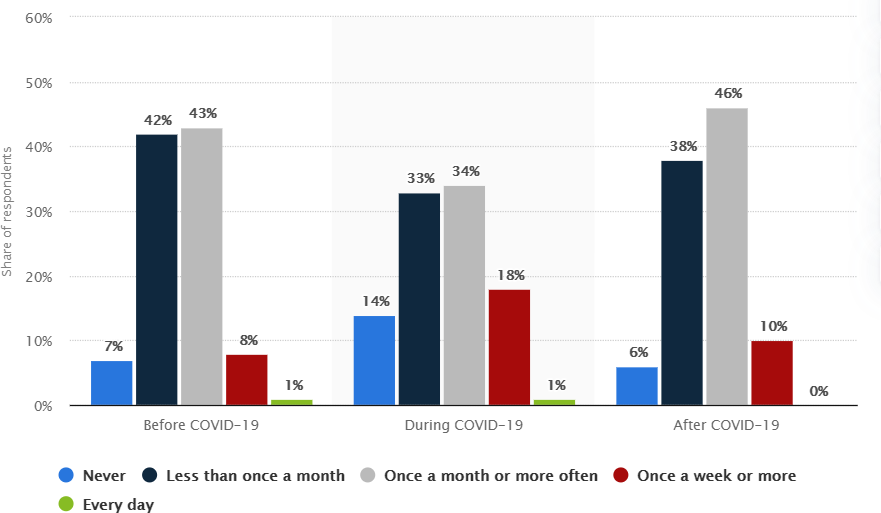 60%
50%
40%
30%
20%
10%
0%
Share of respondents
7%
42%
43%
8%
1%
14%
33%
34%
18%
1%
6%
38%
46%
10%
0%
Before COVID-19
During COVID-19
After COVID-19
Never
Less than once a month
Once a month or more often
Once a week or more
Every day